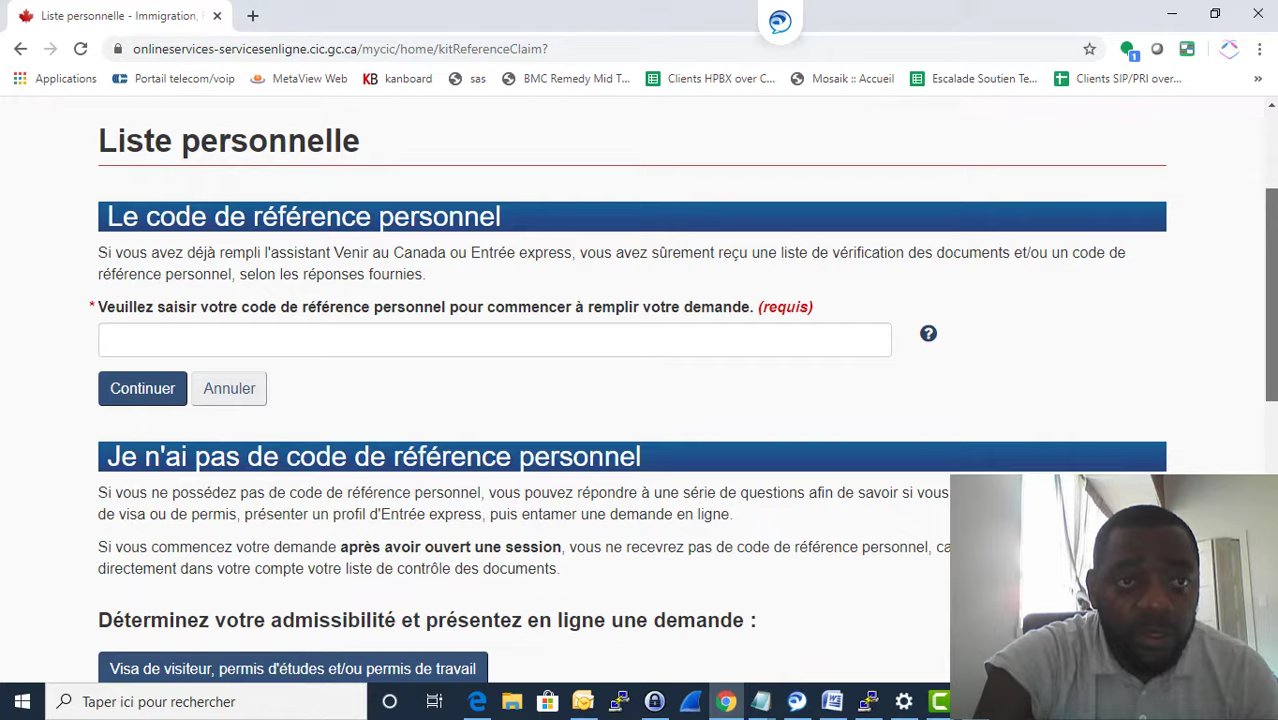 Liste personnelle - Immigration,
onlineservices-servicesenligne.cic.gc.ca/mycic/home/kitReferenceClaim?
1
Applications Portail telecom/voip MetaView Web KB kanboard sas BMC Remedy Mid T... Clients HPBX over C... Mosaik :: Accueil Escalade Soutien Te... Clients SIP/PRI over... »
Liste personnelle
Le code de référence personnel
Si vous avez déjà rempli l'assistant Venir au Canada ou Entrée express, vous avez sûrement reçu une liste de vérification des documents et/ou un code de
référence personnel, selon les réponses fournies.
* Veuillez saisir votre code de référence personnel pour commencer à remplir votre demande. (requis)
?
Continuer Annuler
Je n'ai pas de code de référence personnel
Si vous ne possédez pas de code de référence personnel, vous pouvez répondre à une série de questions afin de savoir si vous
de visa ou de permis, présenter un profil d'Entrée express, puis entamer une demande en ligne.
Si vous commencez votre demande après avoir ouvert une session, vous ne recevrez pas de code de référence personnel, ca
directement dans votre compte votre liste de contrôle des documents.
Déterminez votre admissibilité et présentez en ligne une demande :
Visa de visiteur, permis d'études et/ou permis de travail
Taper ici pour rechercher